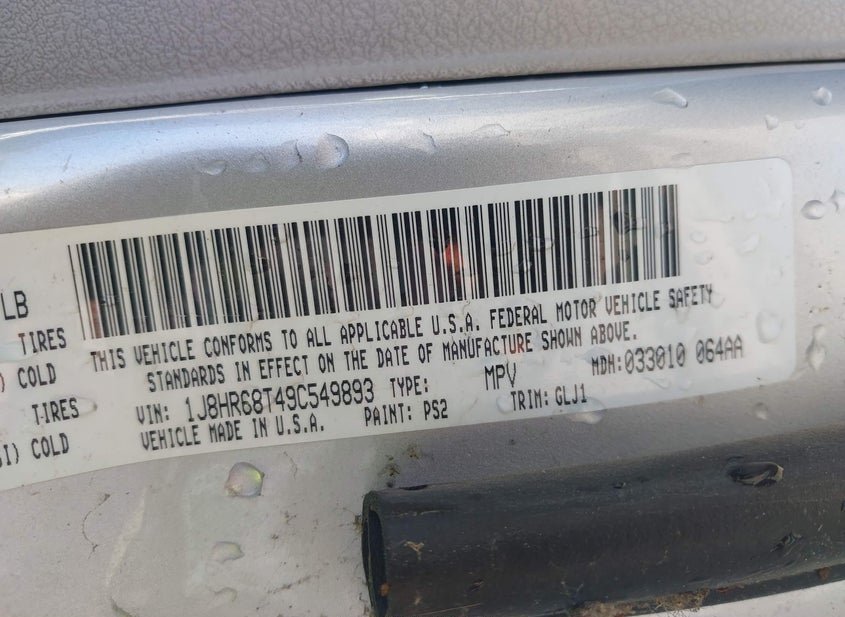 LB
TIRES
) COLD
TIRES
SI) COLD
THIS VEHICLE CONFORMS TO ALL APPLICABLE U.S.A. FEDERAL MOTOR VEHICLE SAFETY
STANDARDS IN EFFECT ON THE DATE OF MANUFACTURE SHOWN ABOVE.
VIN: 1J8HR68T49C549893 TYPE: MPV MDH:033010 064AA
VEHICLE MADE IN U.S.A. PAINT: PS2 TRIM: GLJ1